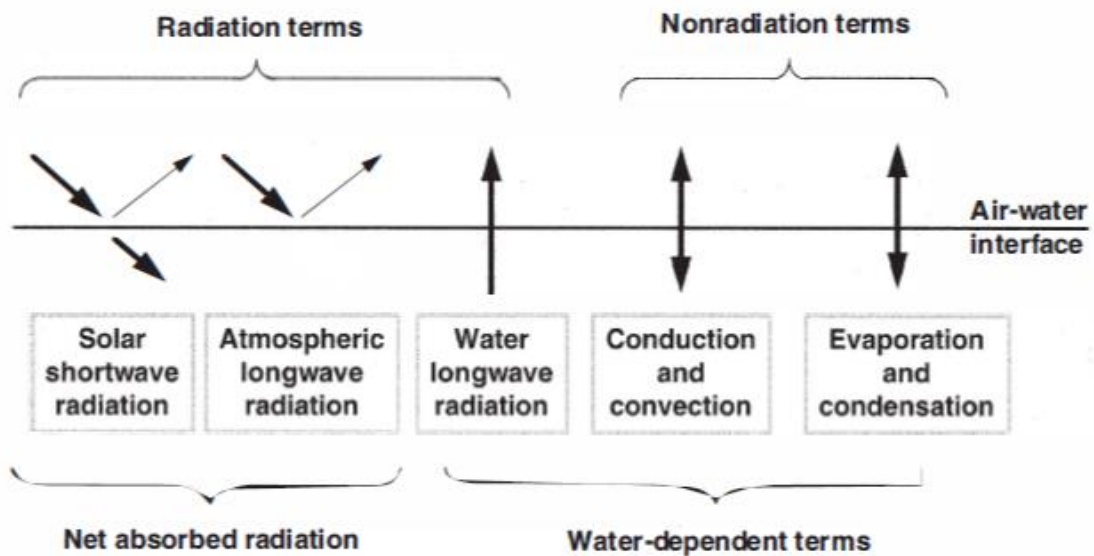 Radiation terms
Nonradiation terms
Air-water
interface
Solar
shortwave
radiation
Atmospheric
longwave
radiation
Water
longwave
radiation
Conduction
and
convection
Evaporation
and
condensation
Net absorbed radiation
Water-dependent terms